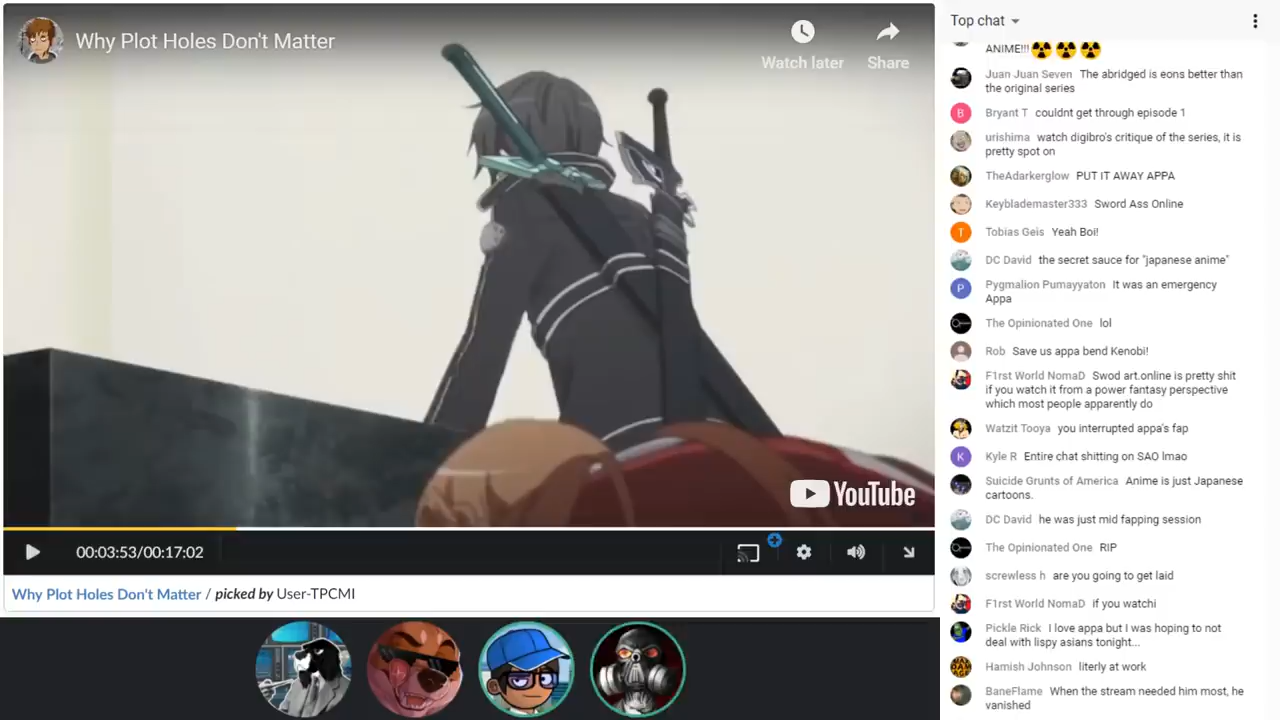 Why Plot Holes Don't Matter
Watch later
Share
YouTube
00:03:53/00:17:02
Why Plot Holes Don't Matter / picked by User-TPCMI
Top chat
ANIME!!!☢☢☢
Juan Juan Seven The abridged is eons better than
the original series
Bryant T couldnt get through episode 1
urishima watch digibro's critique of the series, it is
pretty spot on
TheAdarkerglow PUT IT AWAY APPA
Keyblademaster333 Sword Ass Online
Tobias Geis Yeah Boi!
DC David the secret sauce for "japanese anime"
Pygmalion Pumayyaton It was an emergency
Appa
The Opinionated One lol
Rob Save us appa bend Kenobi!
F1rst World NomaD Swod art.online is pretty shit
if you watch it from a power fantasy perspective
which most people apparently do
Watzit Tooya you interrupted appa's fap
Kyle R Entire chat shitting on SAO lmao
Suicide Grunts of America Anime is just Japanese
cartoons.
DC David he was just mid fapping session
The Opinionated One RIP
screwless h are you going to get laid
F1rst World NomaD if you watchi
Pickle Rick I love appa but I was hoping to not
deal with lispy asians tonight...
Hamish Johnson literly at work
BaneFlame When the stream needed him most, he
vanished